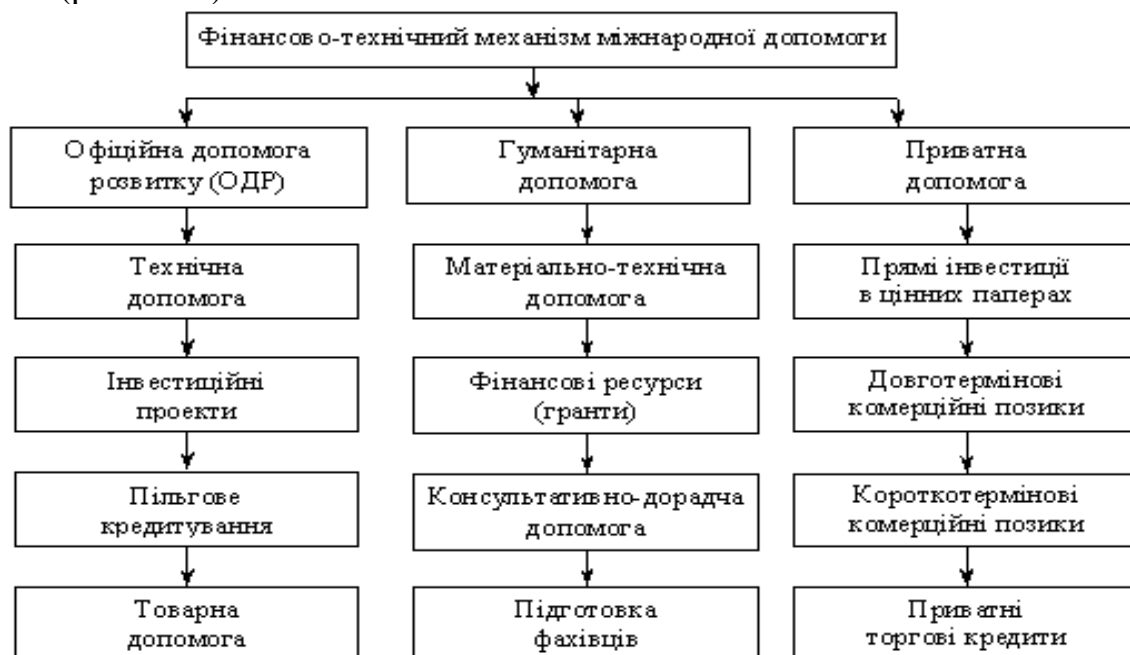 Фінансово-технічний механізм міжнародної допомоги
Офіційна допомога
розвитку (ОДР)
Гуманітарна
допомога
Приватна
допомога
Технічна
допомога
Матеріально-технічна
допомога
Прямі інвестиції
в цінних паперах
Інвестиційні
проекти
Фінансові ресурси
(гранти)
Довготермінові
комерційні позики
Пільгове
кредитування
Консультативно-дорадча
допомога
Короткотермінові
комерційні позики
Товарна
допомога
Підготовка
фахівців
Приватні
торгові кредити